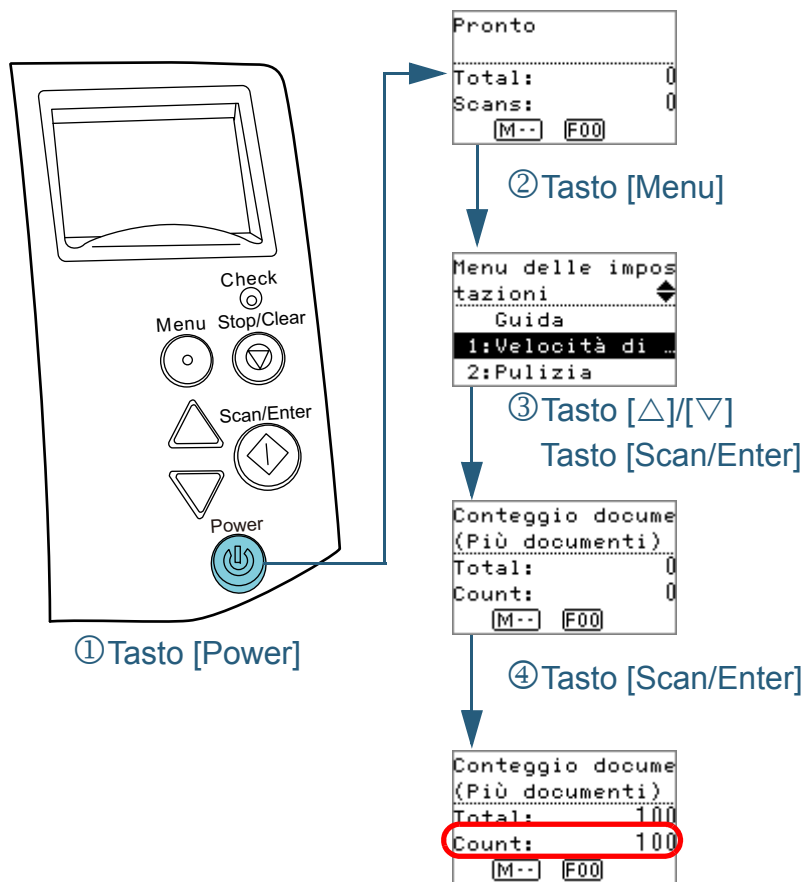 Check
Menu Stop/Clear
Scan/Enter
Power
①Tasto [Power]
Pronto
Total: 0
Scans: 0
M-- F00
②Tasto [Menu]
Menu delle impos
tazioni
Guida
1:Velocità di …
2:Pulizia
③Tasto [△]/[▽]
Tasto [Scan/Enter]
Conteggio docume
(Più documenti)
Total: 0
Count: 0
M-- F00
④Tasto [Scan/Enter]
Conteggio docume
(Più documenti)
Total: 100
Count: 100
M-- F00